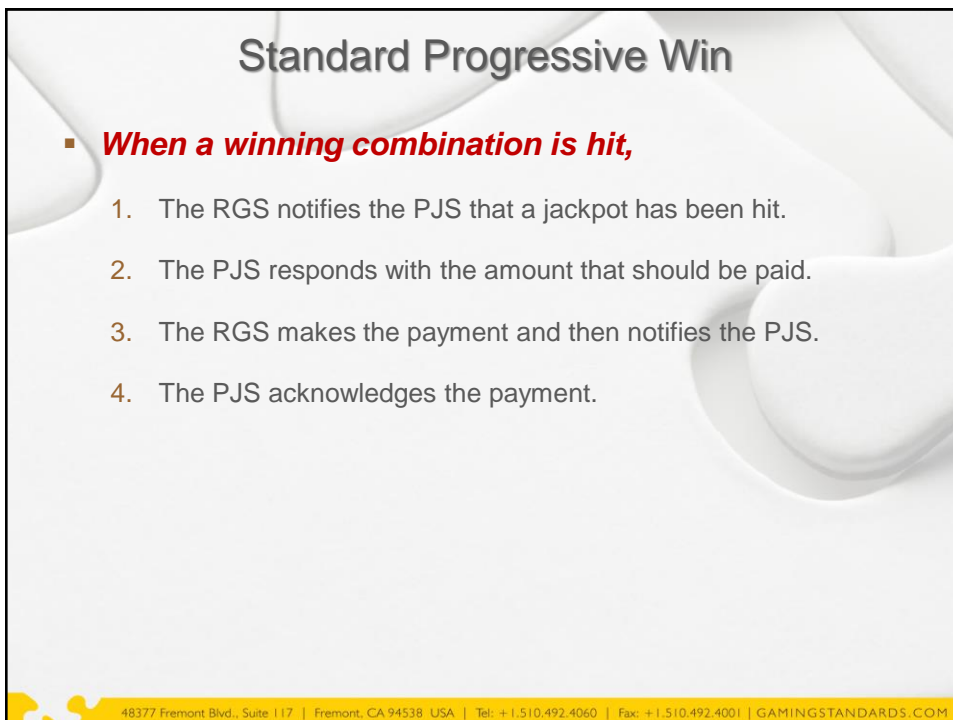 Standard Progressive Win
▪ When a winning combination is hit,
1. The RGS notifies the PJS that a jackpot has been hit.
2. The PJS responds with the amount that should be paid.
3. The RGS makes the payment and then notifies the PJS.
4. The PJS acknowledges the payment.
48377 Fremont Blvd., Suite 117 | Fremont, CA 94538 USA | Tel: +1.510.492.4060 | Fax: +1.510.492.4001 | GAMINGSTANDARDS.COM